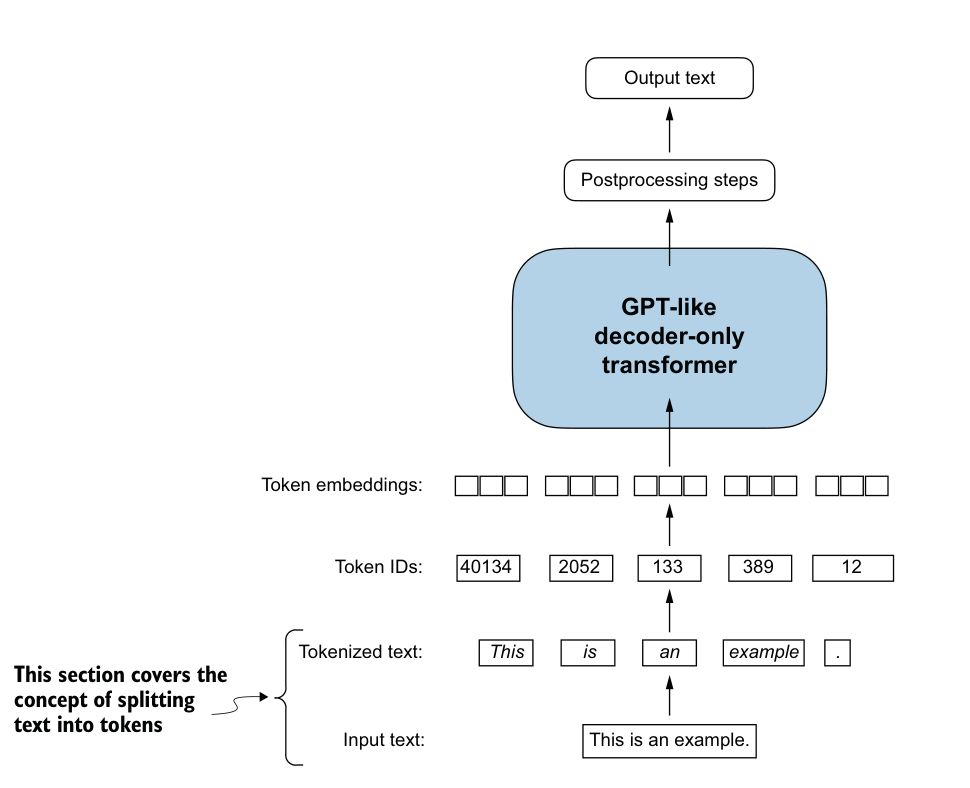 Output text
Postprocessing steps
GPT-like
decoder-only
transformer
Token embeddings:
Token IDs: 40134 2052 133 389 12
Tokenized text: This is an example .
This section covers the
concept of splitting
text into tokens
Input text: This is an example.